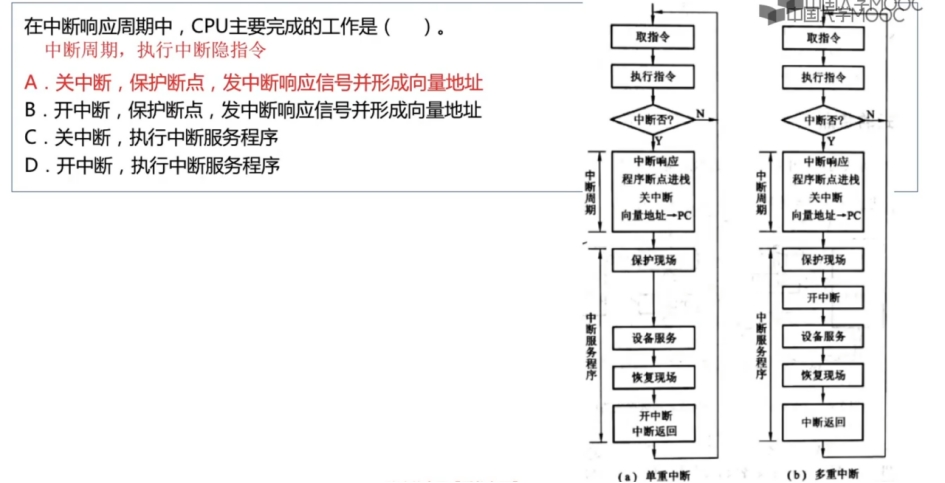 在中断响应周期中，CPU主要完成的工作是（ ）。
中断周期，执行中断隐指令
A．关中断，保护断点，发中断响应信号并形成向量地址
B．开中断，保护断点，发中断响应信号并形成向量地址
C．关中断，执行中断服务程序
D．开中断，执行中断服务程序
取指令
执行指令
中断否?
N
Y
中断周期
中断响应
程序断点进栈
关中断
向量地址→PC
中断服务程序
保护现场
设备服务
恢复现场
开中断
中断返回
(a) 单重中断
中国大学MOOC
取指令
执行指令
中断否?
N
Y
中断周期
中断响应
程序断点进栈
关中断
向量地址→PC
中断服务程序
保护现场
开中断
设备服务
恢复现场
中断返回
(b) 多重中断